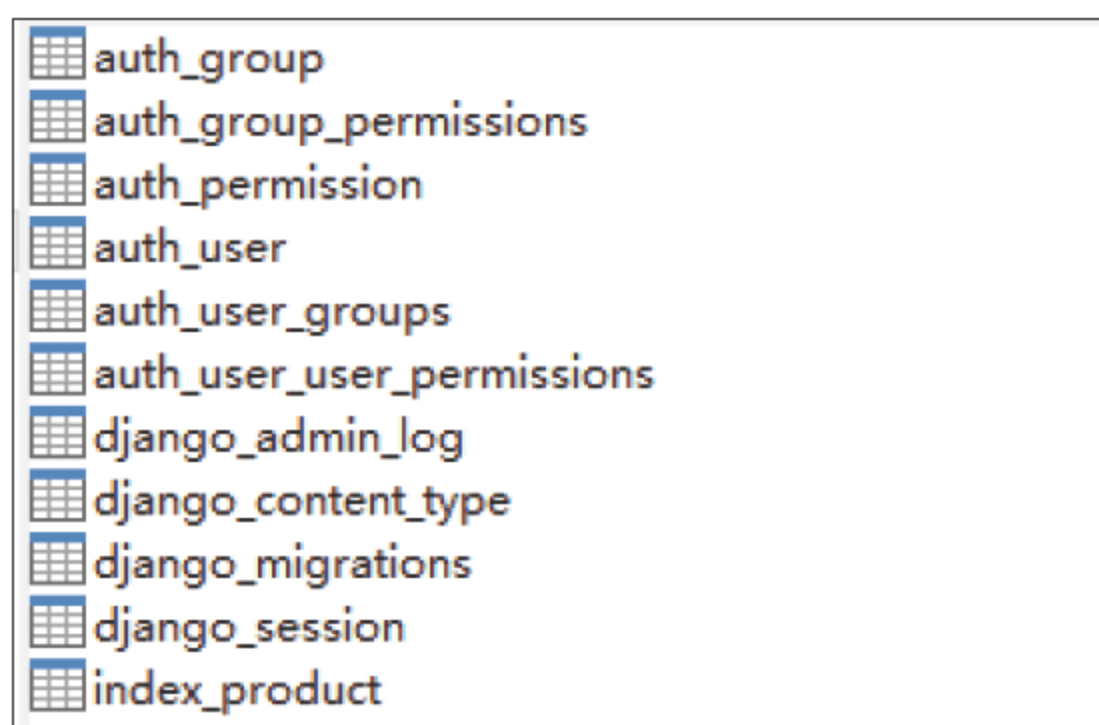 auth_group
auth_group_permissions
auth_permission
auth_user
auth_user_groups
auth_user_user_permissions
django_admin_log
django_content_type
django_migrations
django_session
index_product